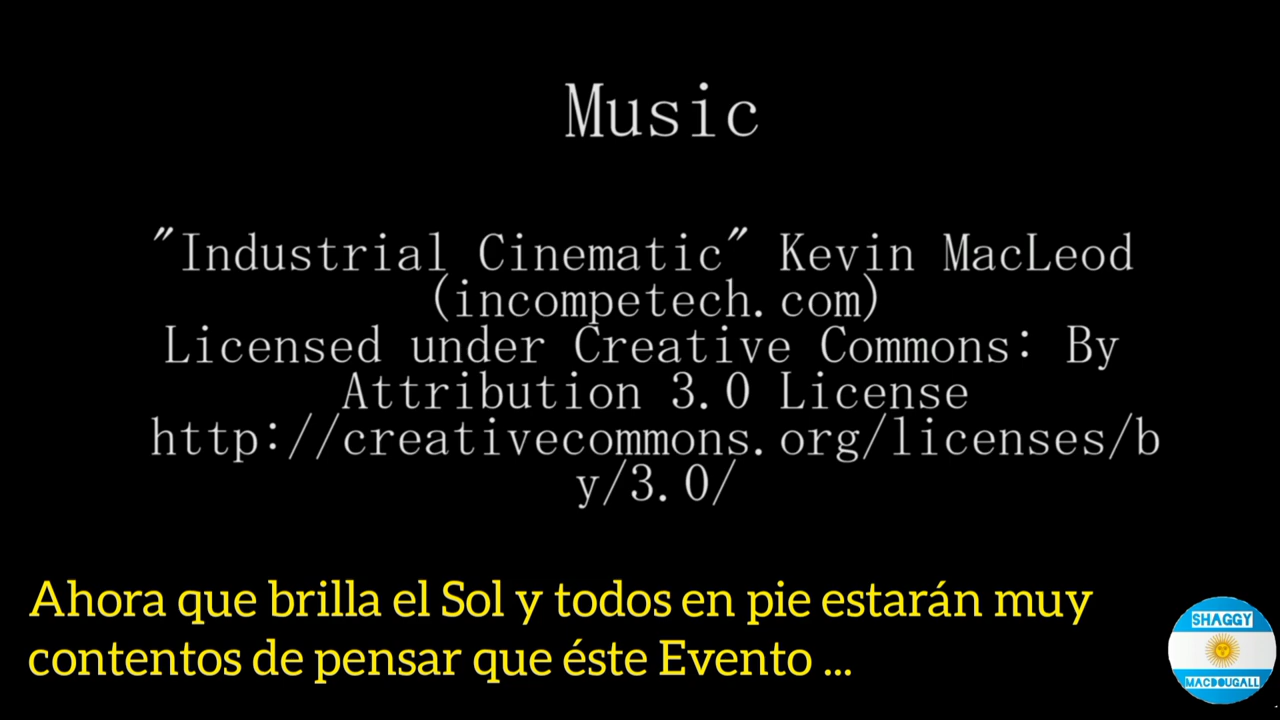 Music
"Industrial Cinematic" Kevin MacLeod
(incompetech.com)
Licensed under Creative Commons: By
Attribution 3.0 License
http://creativecommons.org/licenses/b
y/3.0/
Ahora que brilla el Sol y todos en pie estarán muy
contentos de pensar que éste Evento ...
SHAGGY
MACDOUGALL